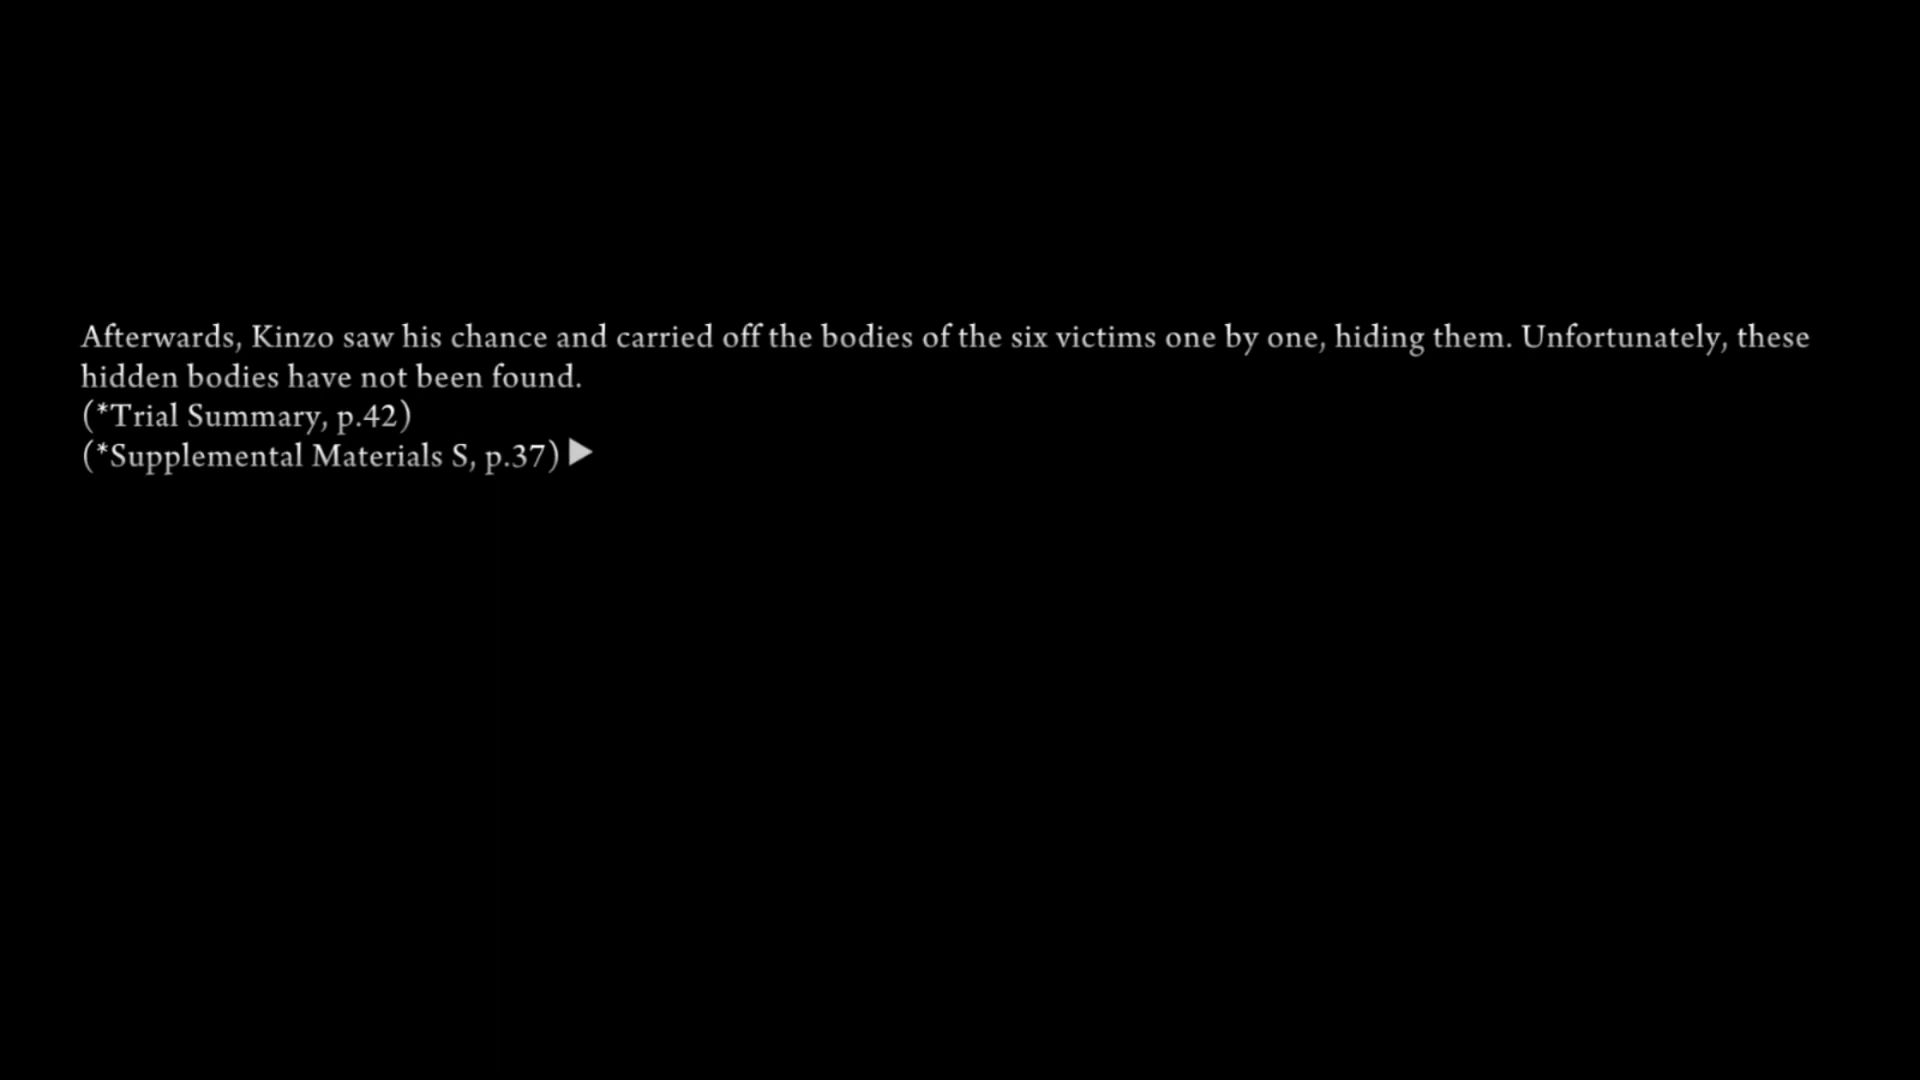 Afterwards, Kinzo saw his chance and carried off the bodies of the six victims one by one, hiding them. Unfortunately, these
hidden bodies have not been found.
(*Trial Summary, p.42)
(*Supplemental Materials S, p.37)